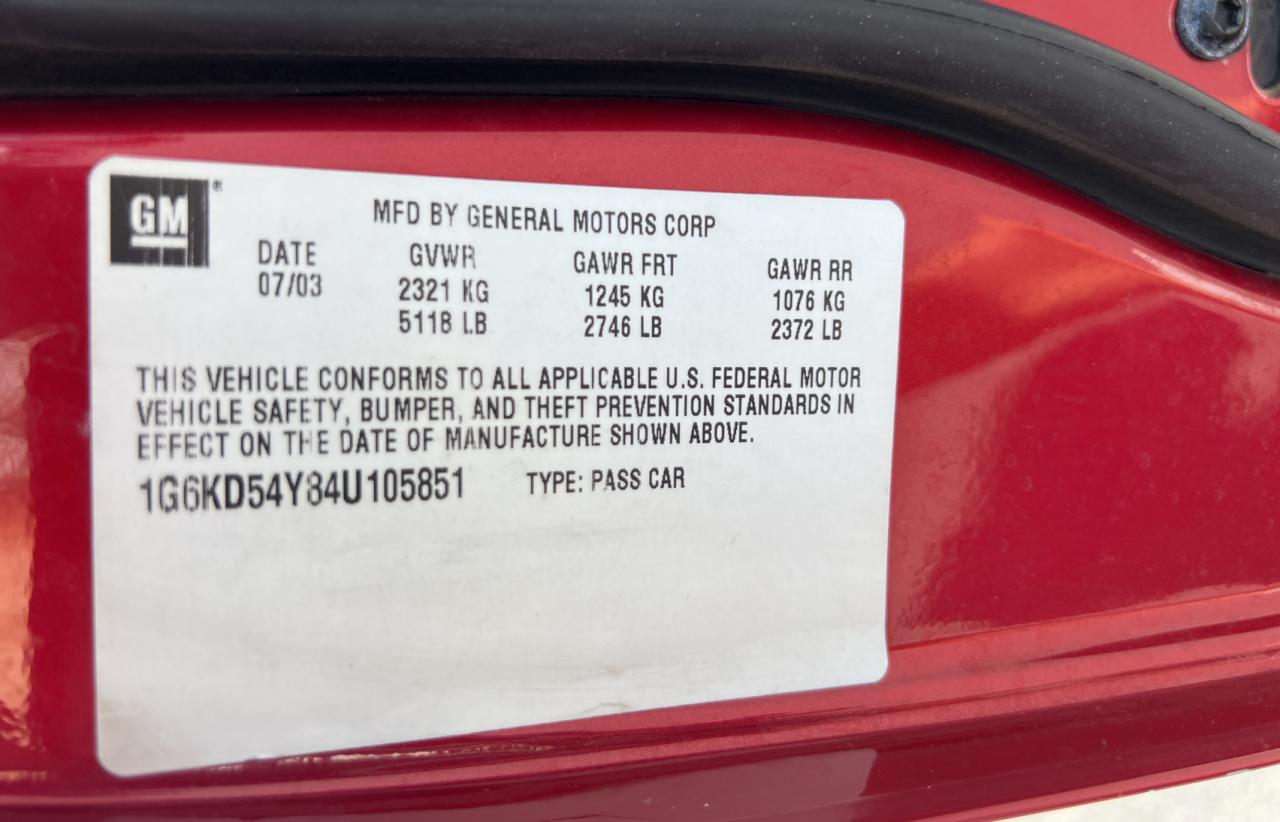 GM®
MFD BY GENERAL MOTORS CORP
DATE GVWR GAWR FRT GAWR RR
07/03 2321 KG 1245 KG 1076 KG
5118 LB 2746 LB 2372 LB
THIS VEHICLE CONFORMS TO ALL APPLICABLE U.S. FEDERAL MOTOR
VEHICLE SAFETY, BUMPER, AND THEFT PREVENTION STANDARDS IN
EFFECT ON THE DATE OF MANUFACTURE SHOWN ABOVE.
1G6KD54Y84U105851 TYPE: PASS CAR